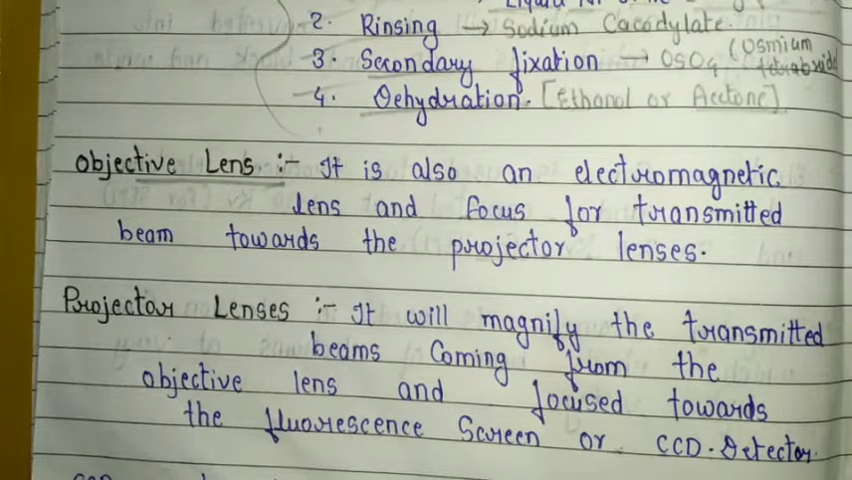 2. Rinsing → Sodium Cacodylate
3. Secondary fixation → OsO4 (Osmium
4. Dehydration. [Ethanol or Acetone]
Objective Lens :- It is also an electromagnetic
lens and focus for transmitted
beam towards the projector lenses.
Projector Lenses :- It will magnify the transmitted
beams Coming from the
objective lens and focused towards
the fluorescence Screen or CCD. Detector.